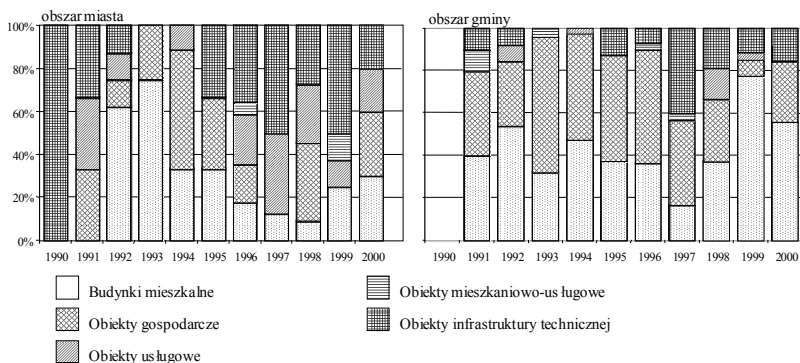 obszar miasta
obszar gminy
100%
80%
60%
40%
20%
0%
1990 1991 1992 1993 1994 1995 1996 1997 1998 1999 2000
1990 1991 1992 1993 1994 1995 1996 1997 1998 1999 2000
Budynki mieszkalne
Obiekty mieszkaniowo-us ługowe
Obiekty gospodarcze
Obiekty infrastruktury technicznej
Obiekty usługowe